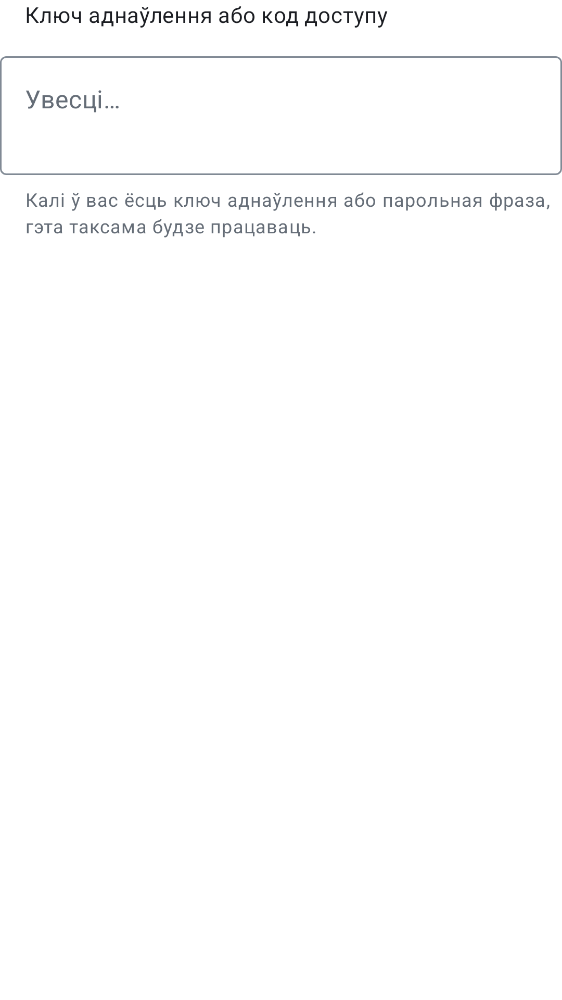 Ключ аднаўлення або код доступу
Увесці...
Калі ў вас ёсць ключ аднаўлення або парольная фраза,
гэта таксама будзе працаваць.